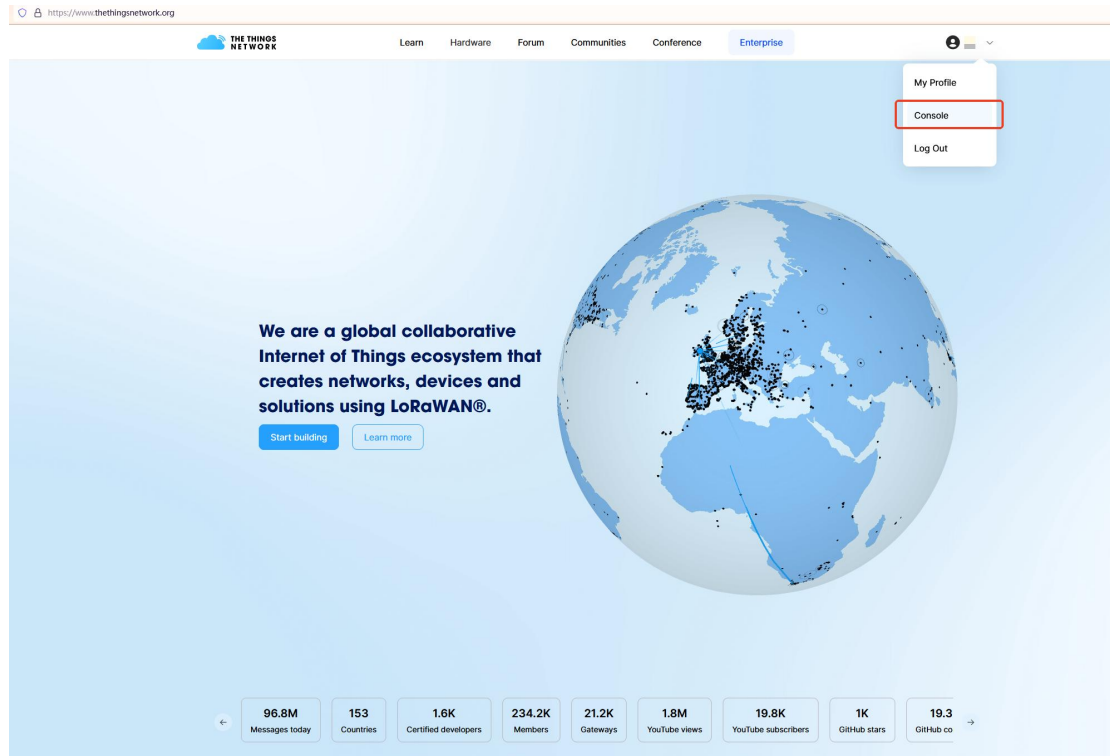 https://www.thethingsnetwork.org
THE THINGS
NETWORK
Learn Hardware Forum Communities Conference Enterprise
My Profile
Console
Log Out
We are a global collaborative
Internet of Things ecosystem that
creates networks, devices and
solutions using LoRaWAN®.
Start building Learn more
96.8M 153 1.6K 234.2K 21.2K 1.8M 19.8K 1K 19.3
Messages today Countries Certified developers Members Gateways YouTube views YouTube subscribers GitHub stars GitHub co